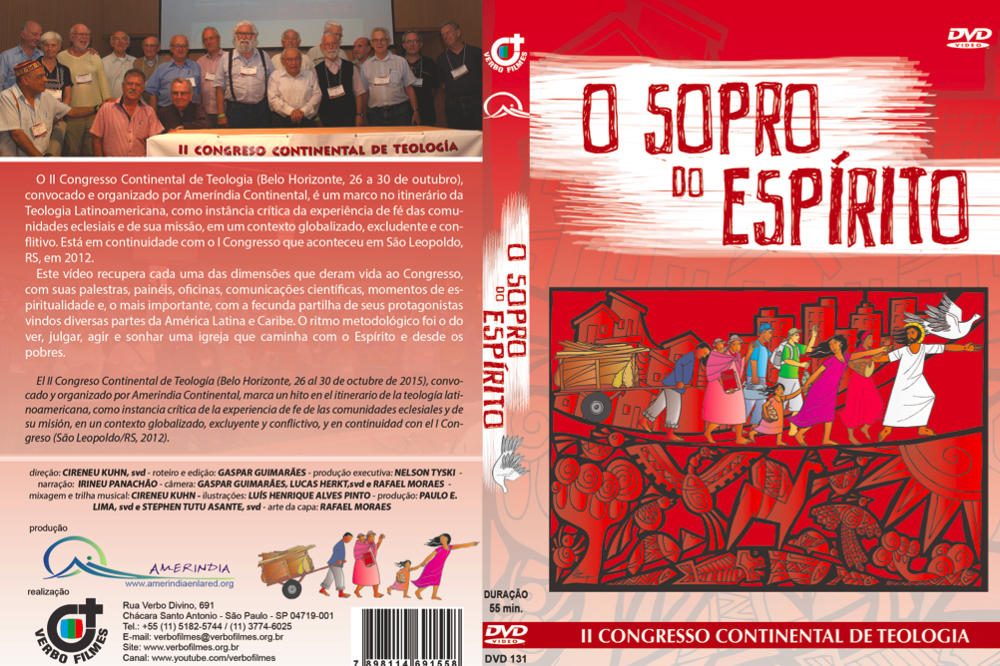 II CONGRESO CONTINENTAL DE TEOLOGÍA
O II Congresso Continental de Teologia (Belo Horizonte, 26 a 30 de outubro),
convocado e organizado por Ameríndia Continental, é um marco no itinerário da
Teologia Latinoamericana, como instância crítica da experiência de fé das comu-
nidades eclesiais e de sua missão, em um contexto globalizado, excludente e con-
flitivo. Está em continuidade com o I Congresso que aconteceu em São Leopoldo,
RS, em 2012.
Este vídeo recupera cada uma das dimensões que deram vida ao Congresso,
com suas palestras, painéis, oficinas, comunicações científicas, momentos de es-
piritualidade e, o mais importante, com a fecunda partilha de seus protagonistas
vindos diversas partes da América Latina e Caribe. O ritmo metodológico foi o do
ver, julgar, agir e sonhar uma igreja que caminha com o Espírito e desde os
pobres.
El II Congreso Continental de Teología (Belo Horizonte, 26 al 30 de octubre de 2015), convo-
cado y organizado por Amerindia Continental, marca un hito en el itinerario de la teología lati-
noamericana, como instancia crítica de la experiencia de fe de las comunidades eclesiales y de
su misión, en un contexto globalizado, excluyente y conflictivo, y en continuidad con el I Con-
greso (São Leopoldo/RS, 2012).
direção: CIRENEU KUHN, svd - roteiro e edição: GASPAR GUIMARÃES - produção executiva: NELSON TYSKI -
narração: IRINEU PANACHÃO - câmera: GASPAR GUIMARÃES, LUCAS HERKT,svd e RAFAEL MORAES -
mixagem e trilha musical: CIRENEU KUHN - ilustrações: LUÍS HENRIQUE ALVES PINTO - produção: PAULO E.
LIMA, svd e STEPHEN TUTU ASANTE, svd - arte da capa: RAFAEL MORAES
produção
AMERINDIA
www.amerindiaenlared.org
realização
VERBO FILMES
Rua Verbo Divino, 691
Chácara Santo Antonio - São Paulo - SP 04719-001
Tel.: +55 (11) 5182-5744 / (11) 3774-6025
E-mail: verbofilmes@verbofilmes.org.br
Site: www.verbofilmes.org.br
Canal: www.youtube.com/verbofilmes
7 898114 691558
VERBO FILMES
O SOPRO
DO
ESPÍRITO
DURAÇÃO
55 min.
DVD
VIDEO
DVD 131
DVD
VIDEO
O SOPRO
DO ESPÍRITO
II CONGRESSO CONTINENTAL DE TEOLOGIA